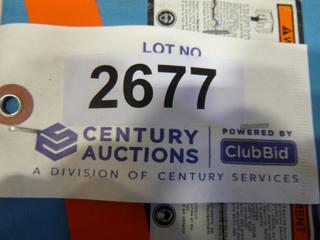 LOT NO.
2677
CENTURY
AUCTIONS
POWERED BY
ClubBid
A DIVISION OF CENTURY SERVICES